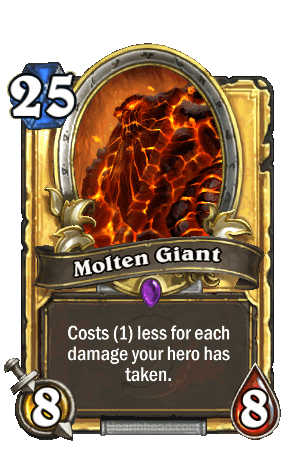 25
Molten Giant
Costs (1) less for each
damage your hero has
taken.
8
8